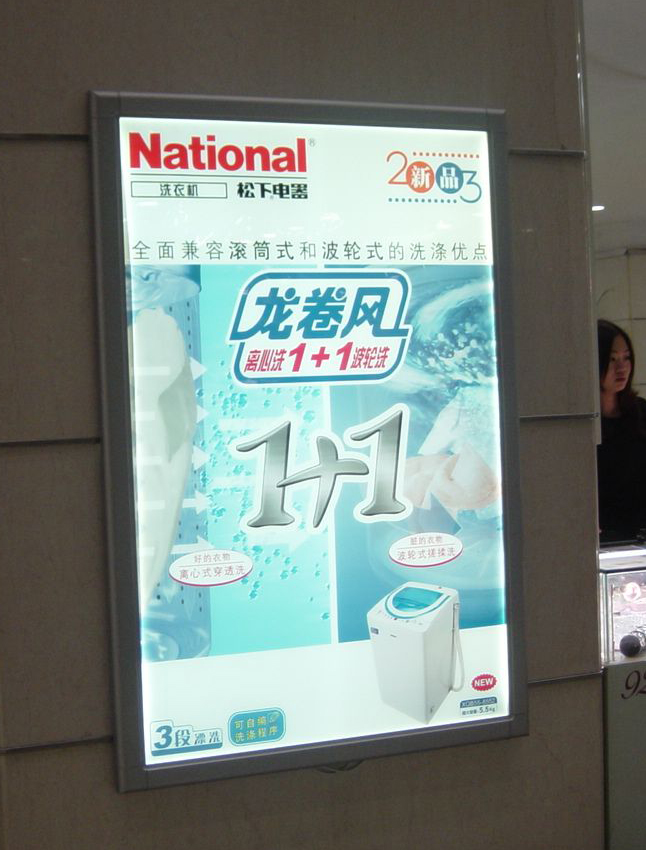 National®
洗衣机 松下电器
2新品3
全面兼容滚筒式和波轮式的洗涤优点
龙卷风
离心洗1+1波轮洗
1+1
好的衣物
离心式穿透洗
脏的衣物
波轮式搓揉洗
NEW
5.5kg
3段漂洗
可自编
洗涤程序
92